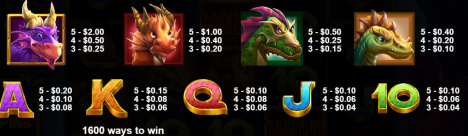 5 - $2.00 5 - $1.00 5 - $0.50 5 - $0.40
4 - $0.50 4 - $0.40 4 - $0.25 4 - $0.20
3 - $0.25 3 - $0.20 3 - $0.15 3 - $0.10
A 5 - $0.20 K 5 - $0.15 Q 5 - $0.10 J 5 - $0.10 10 5 - $0.10
4 - $0.10 4 - $0.08 4 - $0.08 4 - $0.06 4 - $0.06
3 - $0.08 3 - $0.06 3 - $0.06 3 - $0.04 3 - $0.04
1600 ways to win